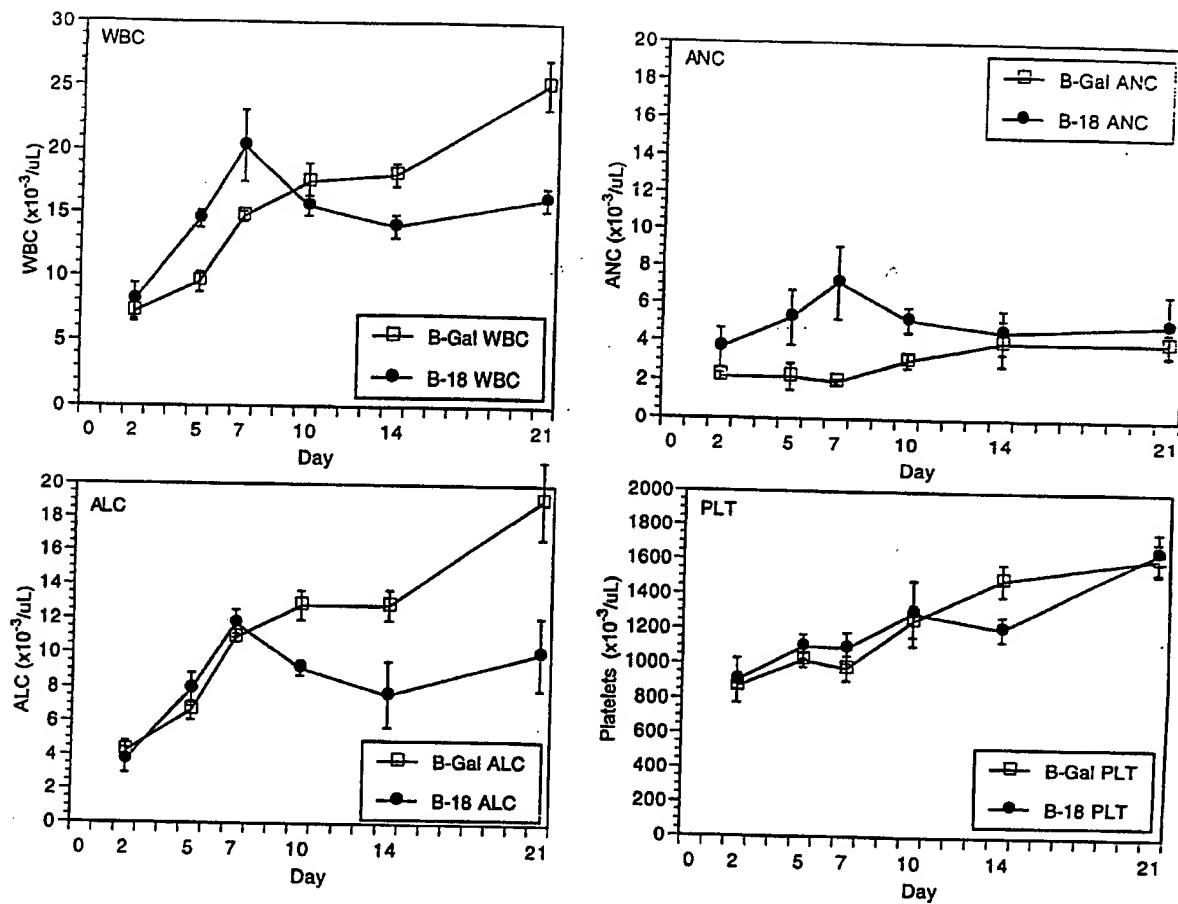 WBC
30
25
20
15
10
5
0
WBC (x10⁻³/uL)
B-Gal WBC
B-18 WBC
0 2 5 7 10 14 21
Day
ANC
20
18
16
14
12
10
8
6
4
2
0
ANC (x10⁻³/uL)
B-Gal ANC
B-18 ANC
0 2 5 7 10 14 21
Day
ALC
20
18
16
14
12
10
8
6
4
2
0
ALC (x10⁻³/uL)
B-Gal ALC
B-18 ALC
0 2 5 7 10 14 21
Day
PLT
2000
1800
1600
1400
1200
1000
800
600
400
200
0
Platelets (x10⁻³/uL)
B-Gal PLT
B-18 PLT
0 2 5 7 10 14 21
Day